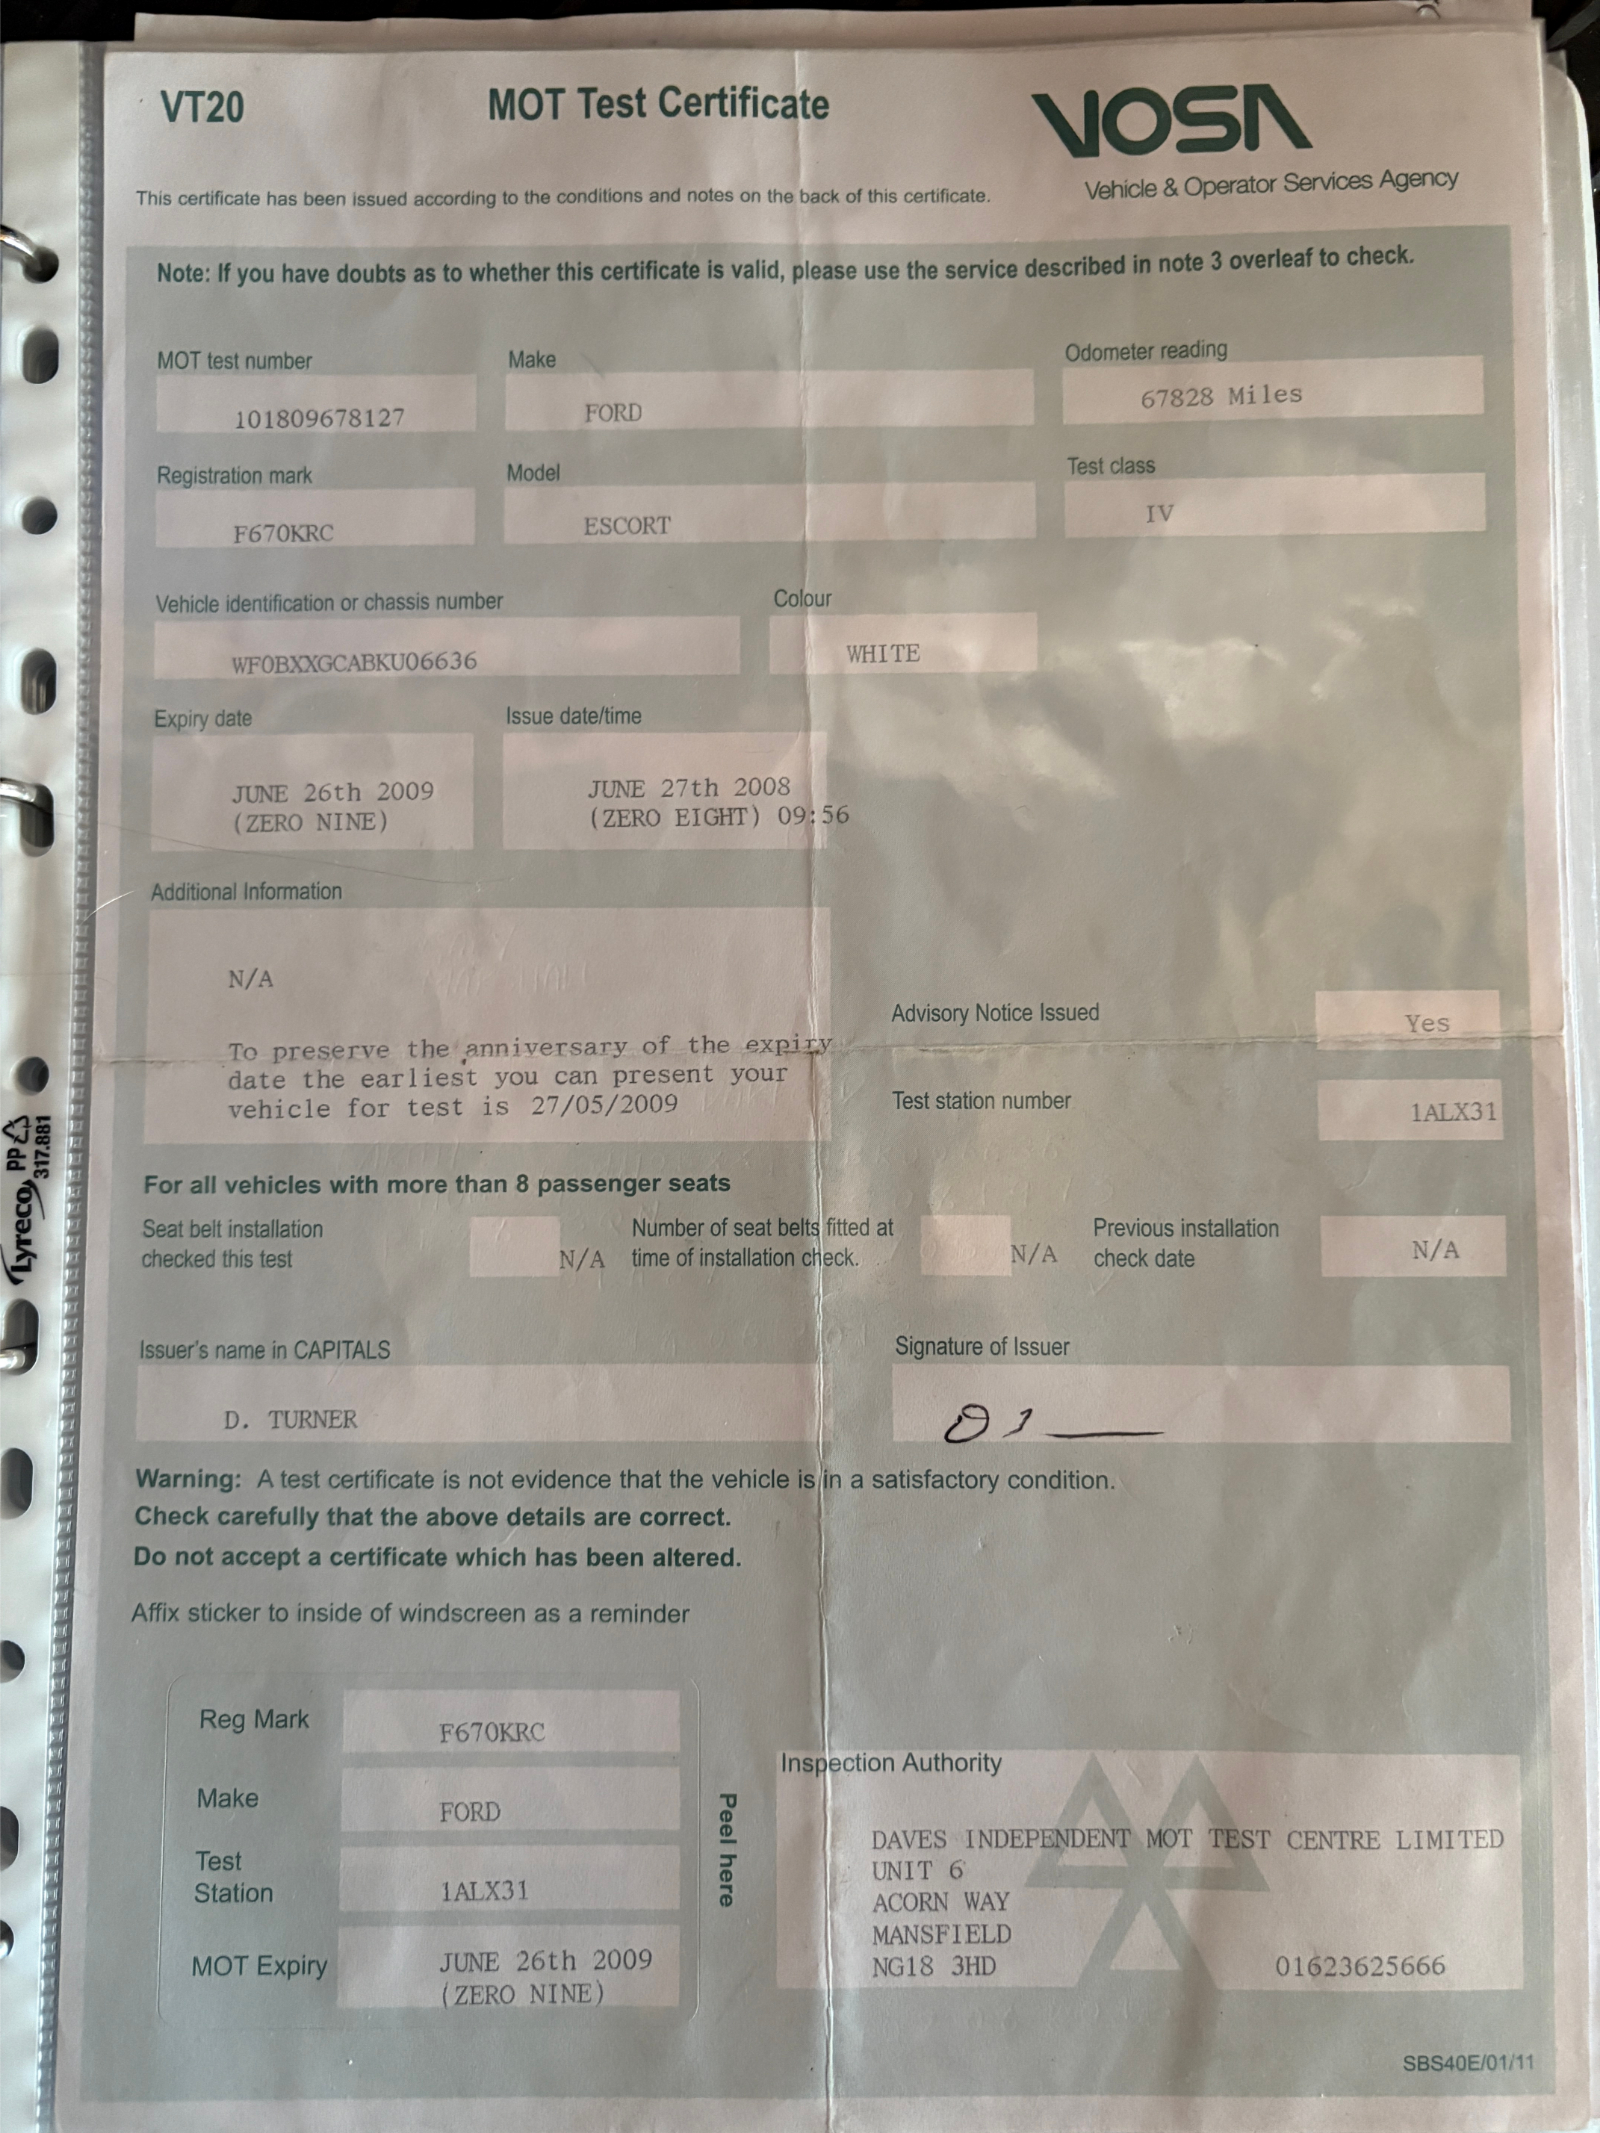 VT20
MOT Test Certificate
VOSA
Vehicle & Operator Services Agency
This certificate has been issued according to the conditions and notes on the back of this certificate.
Note: If you have doubts as to whether this certificate is valid, please use the service described in note 3 overleaf to check.
MOT test number
101809678127
Make
FORD
Odometer reading
67828 Miles
Registration mark
F670KRC
Model
ESCORT
Test class
IV
Vehicle identification or chassis number
WF0BXXGCABKU06636
Colour
WHITE
Expiry date
JUNE 26th 2009
(ZERO NINE)
Issue date/time
JUNE 27th 2008
(ZERO EIGHT) 09:56
Additional Information
N/A
To preserve the anniversary of the expiry
date the earliest you can present your
vehicle for test is 27/05/2009
Advisory Notice Issued
Yes
Test station number
1ALX31
For all vehicles with more than 8 passenger seats
Seat belt installation
checked this test
N/A
Number of seat belts fitted at
time of installation check.
N/A
Previous installation
check date
N/A
Issuer's name in CAPITALS
D. TURNER
Signature of Issuer
Warning: A test certificate is not evidence that the vehicle is in a satisfactory condition.
Check carefully that the above details are correct.
Do not accept a certificate which has been altered.
Affix sticker to inside of windscreen as a reminder
Reg Mark
F670KRC
Make
FORD
Test
Station
1ALX31
MOT Expiry
JUNE 26th 2009
(ZERO NINE)
Peel here
Inspection Authority
DAVES INDEPENDENT MOT TEST CENTRE LIMITED
UNIT 6
ACORN WAY
MANSFIELD
NG18 3HD
01623625666
SBS40E/01/11
Lyreco
PP
317.881